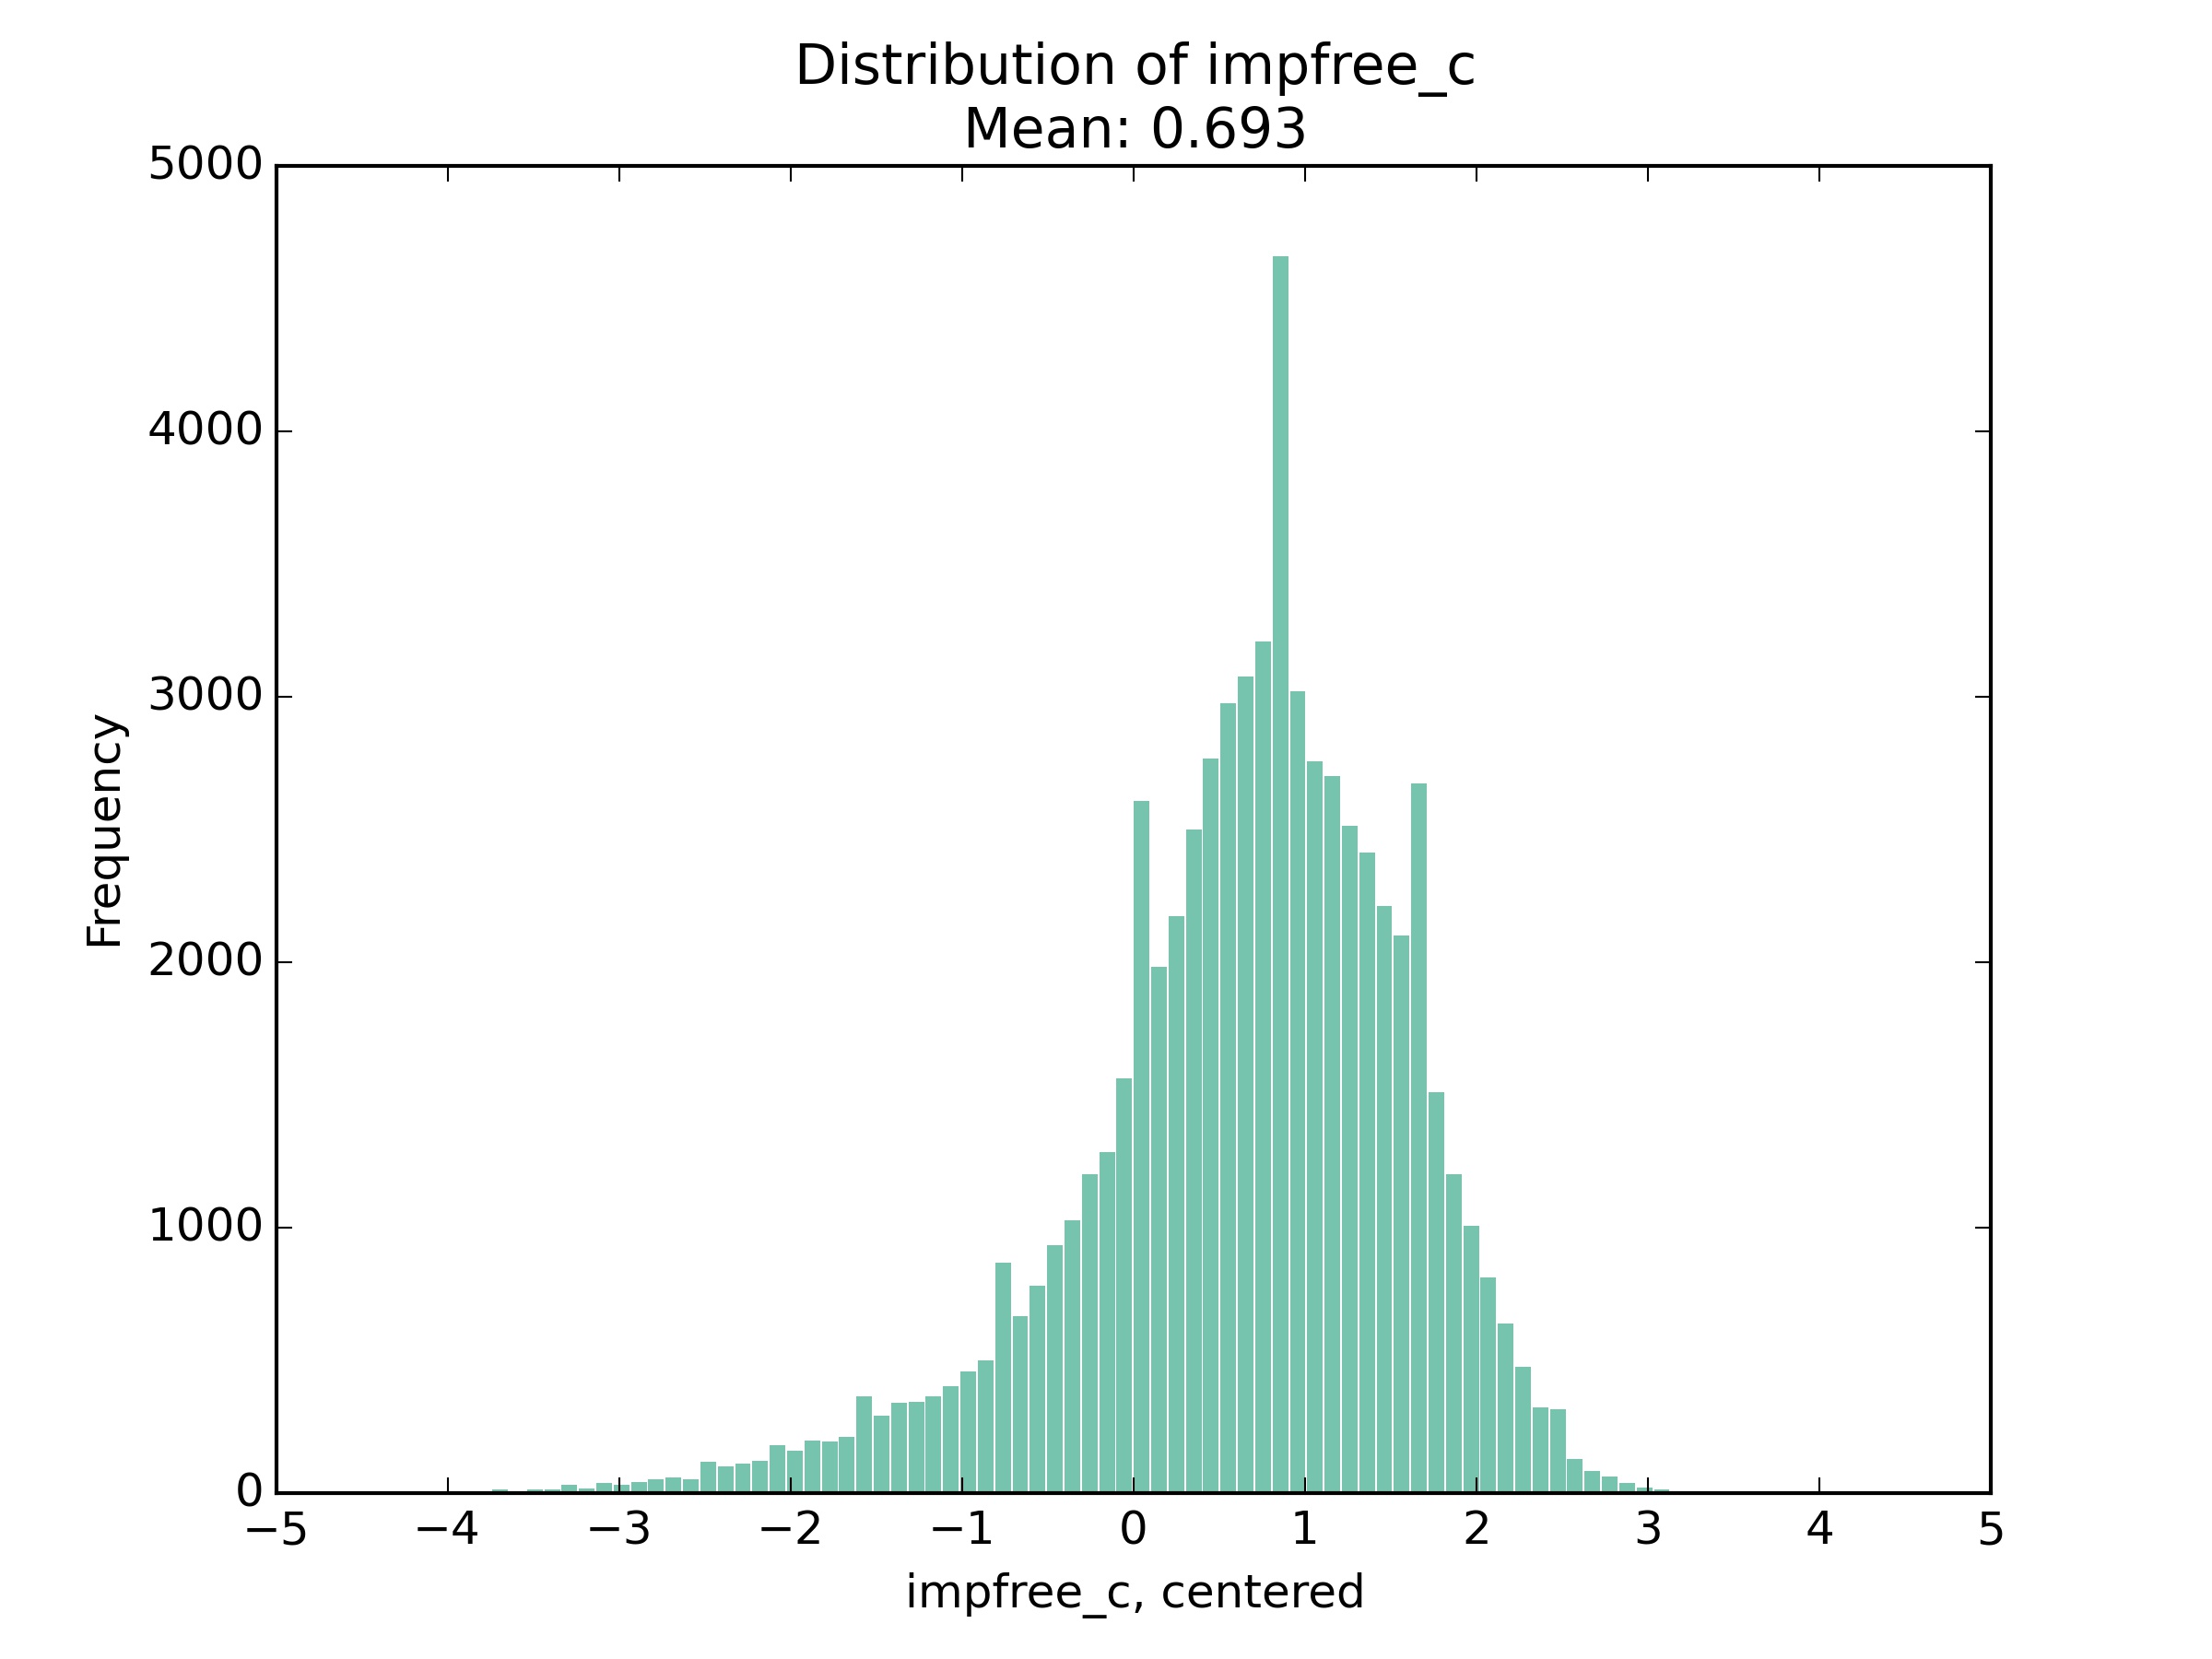 Distribution of impfree_c
Mean: 0.693
5000
4000
3000
2000
1000
0
Frequency
−5 −4 −3 −2 −1 0 1 2 3 4 5
impfree_c, centered